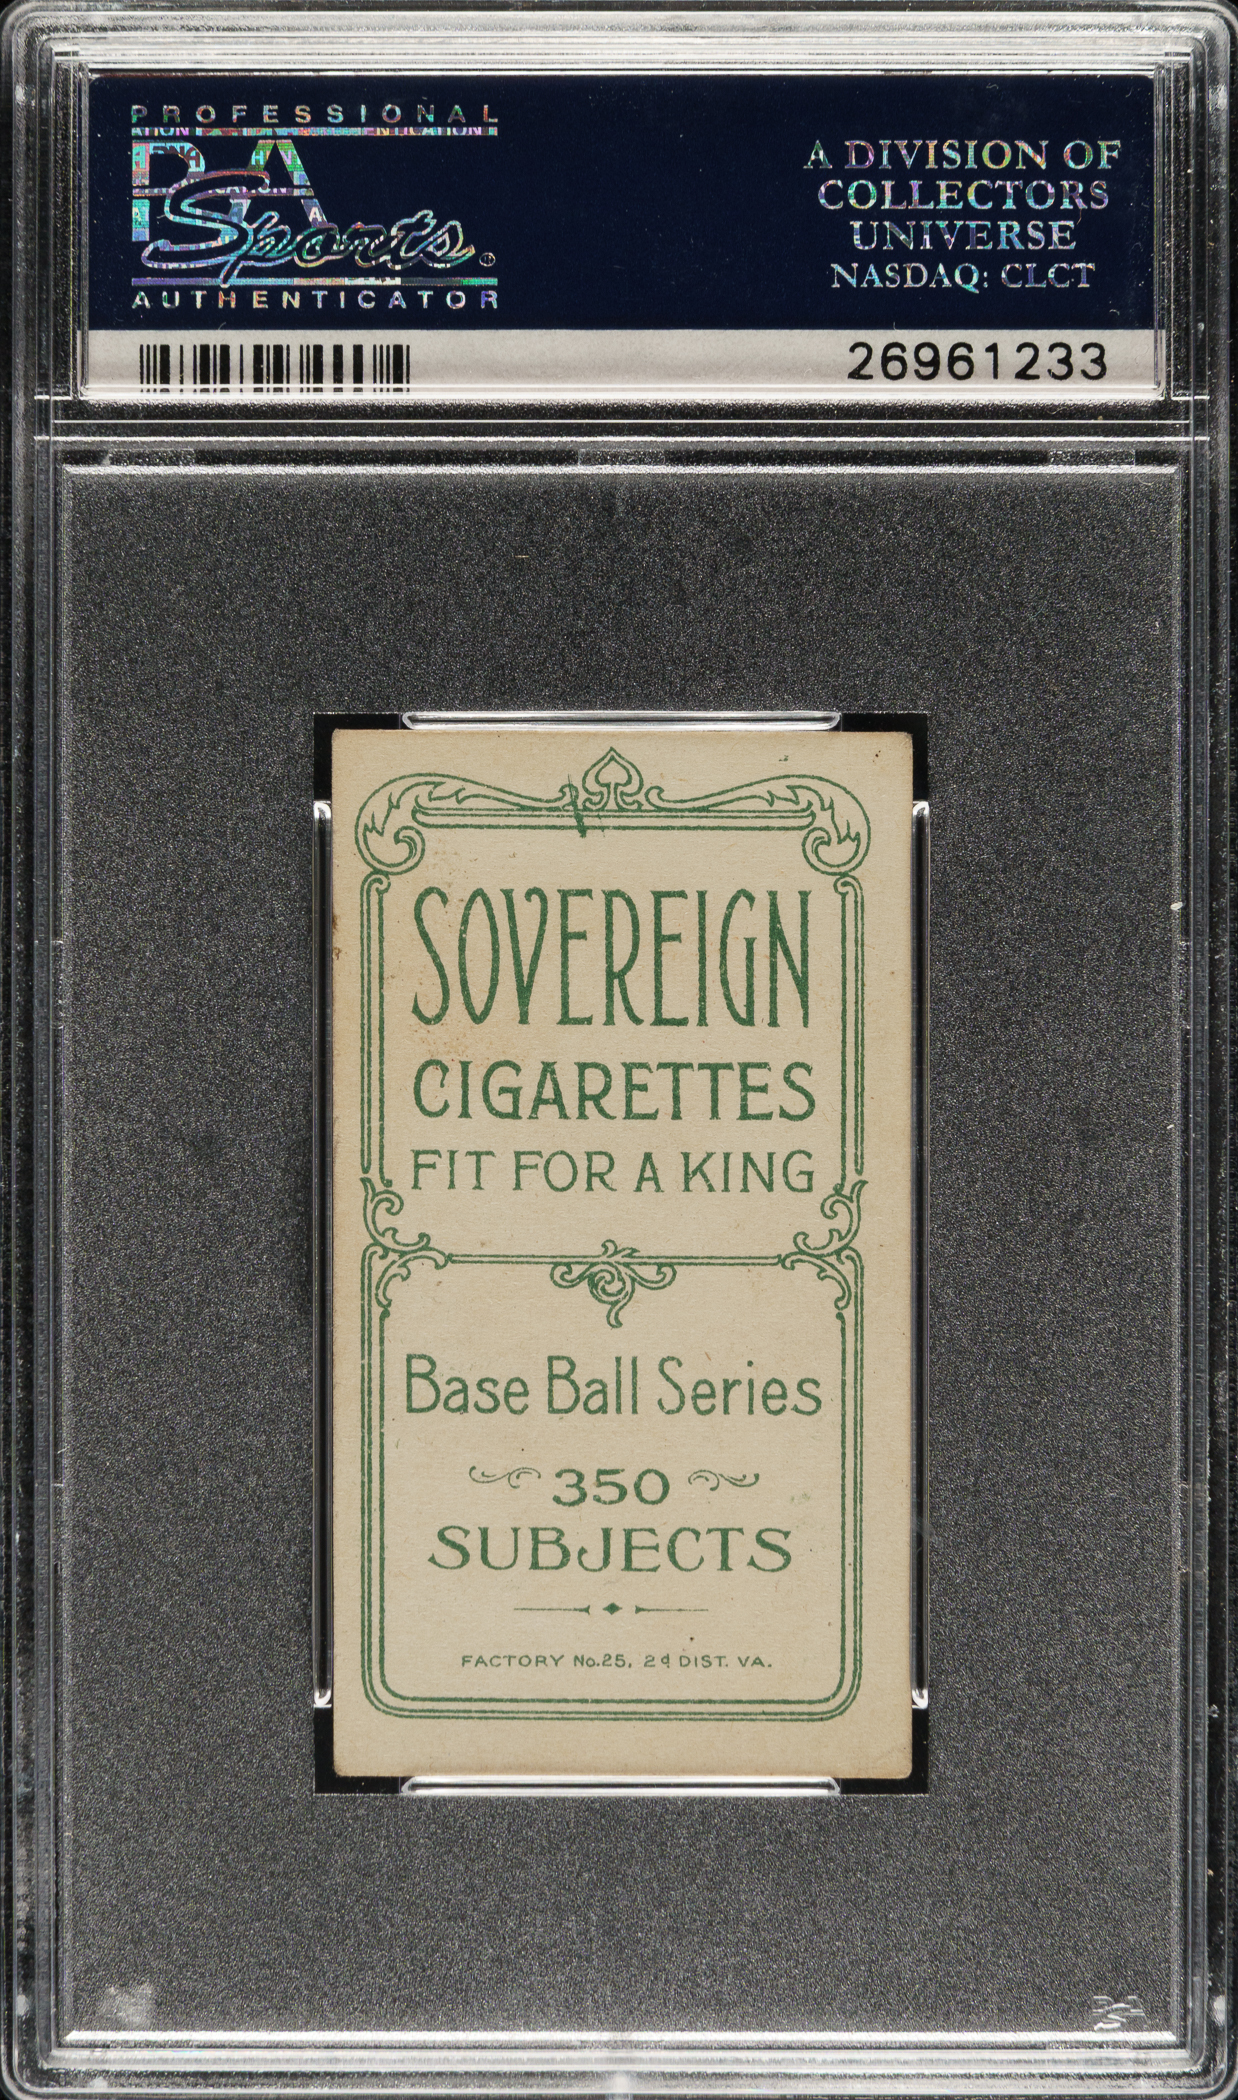 PROFESSIONAL
PSA
Sports
AUTHENTICATOR
A DIVISION OF
COLLECTORS
UNIVERSE
NASDAQ: CLCT
26961233
SOVEREIGN
CIGARETTES
FIT FOR A KING
Base Ball Series
350
SUBJECTS
FACTORY No.25, 2d DIST. VA.
PSA